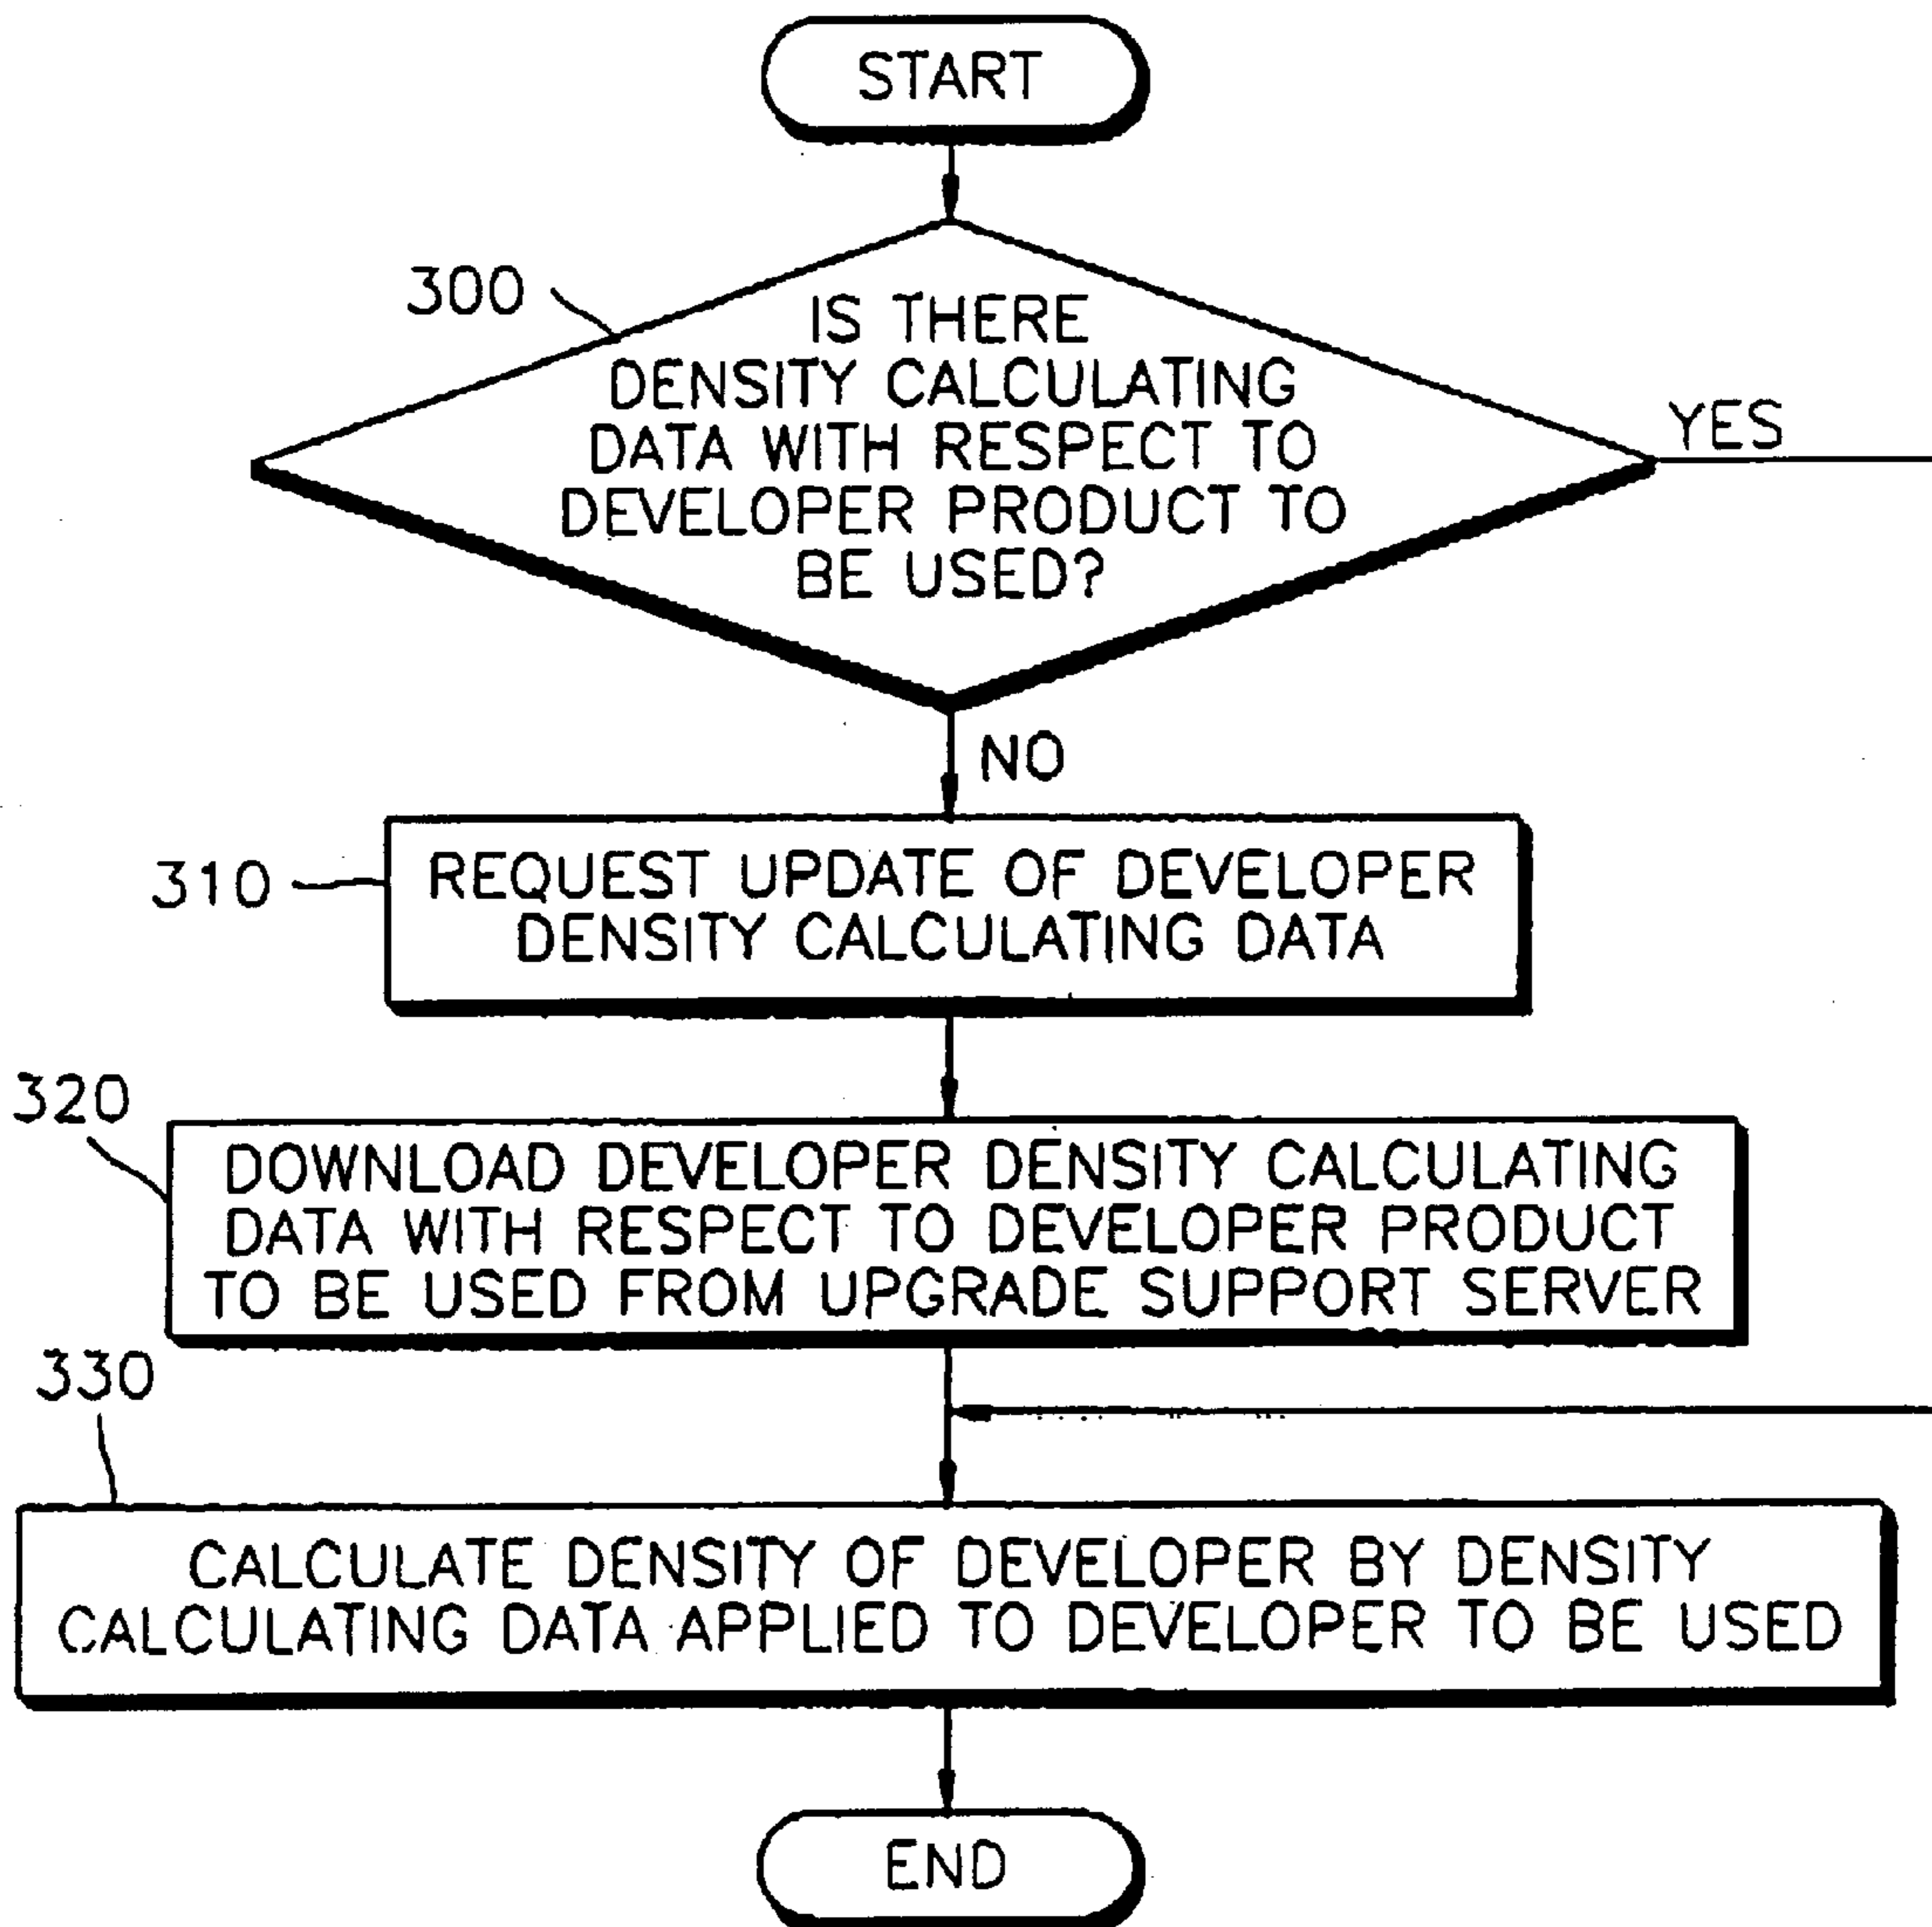 START
300
IS THERE
DENSITY CALCULATING
DATA WITH RESPECT TO
DEVELOPER PRODUCT TO
BE USED?
YES
NO
310
REQUEST UPDATE OF DEVELOPER
DENSITY CALCULATING DATA
320
DOWNLOAD DEVELOPER DENSITY CALCULATING
DATA WITH RESPECT TO DEVELOPER PRODUCT
TO BE USED FROM UPGRADE SUPPORT SERVER
330
CALCULATE DENSITY OF DEVELOPER BY DENSITY
CALCULATING DATA APPLIED TO DEVELOPER TO BE USED
END